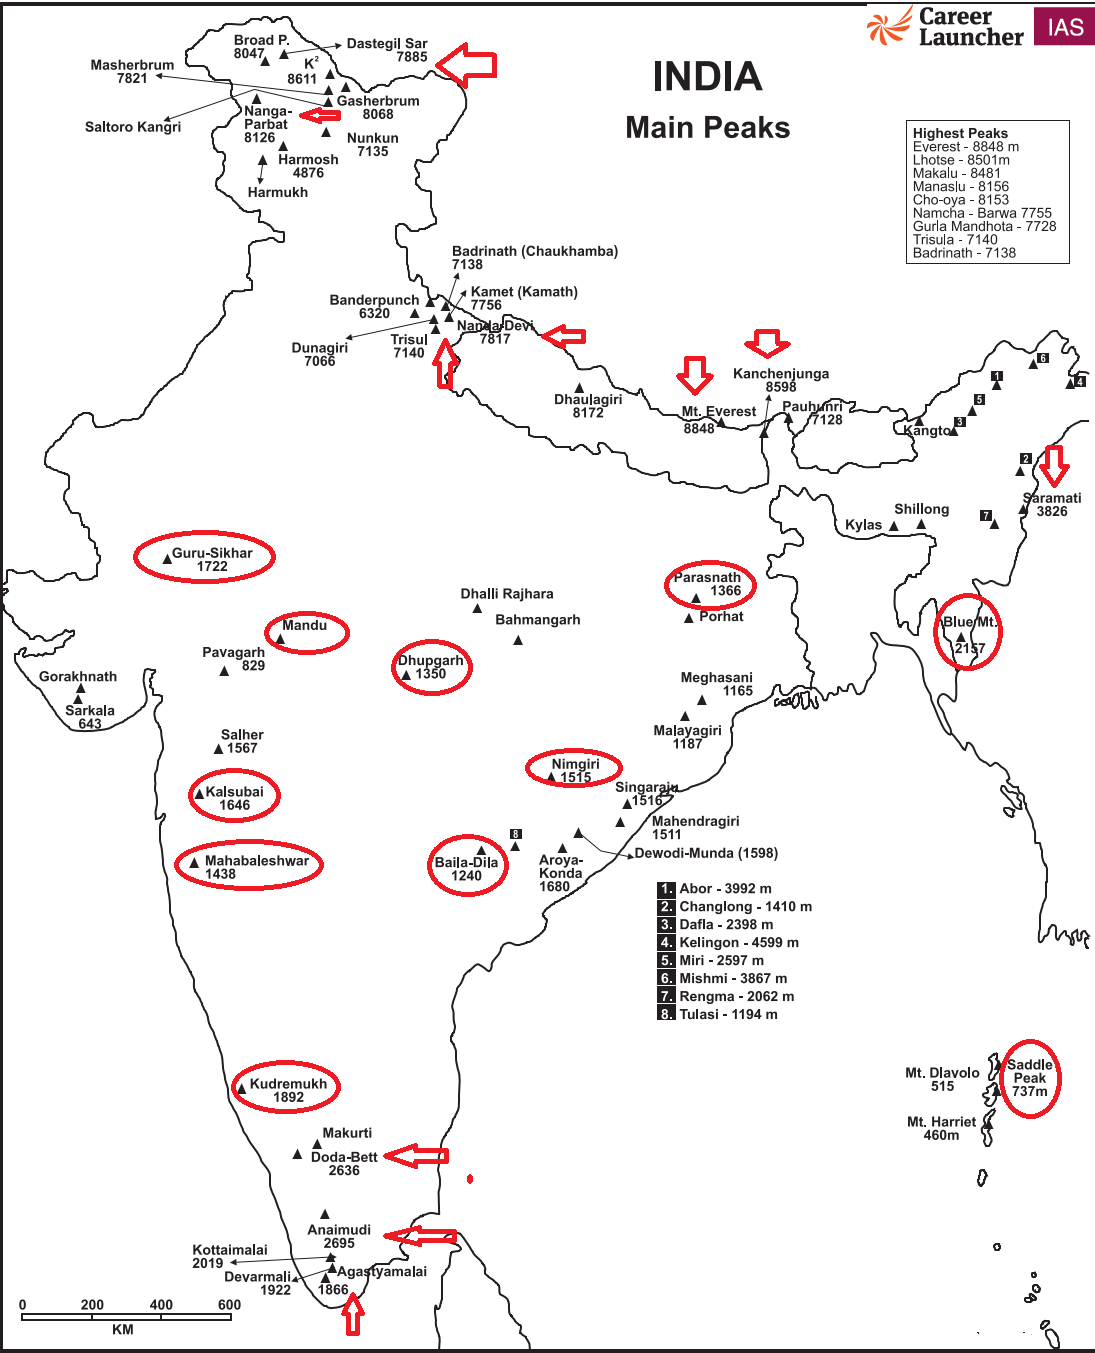 Career
Launcher
IAS
INDIA
Main Peaks
Highest Peaks
Everest - 8848 m
Lhotse - 8501m
Makalu - 8481
Manaslu - 8156
Cho-oya - 8153
Namcha - Barwa 7755
Gurla Mandhota - 7728
Trisula - 7140
Badrinath - 7138
Broad P.
8047
Dastegil Sar
7885
K2
8611
Masherbrum
7821
Gasherbrum
8068
Saltoro Kangri
Nanga-
Parbat
8126
Nunkun
7135
Harmosh
4876
Harmukh
Badrinath (Chaukhamba)
7138
Kamet (Kamath)
7756
Banderpunch
6320
Nanda-Devi
7817
Dunagiri
7066
Trisul
7140
Dhaulagiri
8172
Mt. Everest
8848
Kanchenjunga
8598
Pauhunri
7128
Kangto
6
1
4
5
3
2
Saramati
3826
7
Shillong
Kylas
Guru-Sikhar
1722
Parasnath
1366
Porhat
Dhalli Rajhara
Bahmangarh
Mandu
Blue Mt.
2157
Pavagarh
829
Dhupgarh
1350
Gorakhnath
Sarkala
643
Meghasani
1165
Malayagiri
1187
Salher
1567
Nimgiri
1515
Kalsubai
1646
Singaraju
1516
Mahendragiri
1511
8
Dewodi-Munda (1598)
Mahabaleshwar
1438
Baila-Dila
1240
Aroya-
Konda
1680
1. Abor - 3992 m
2. Changlong - 1410 m
3. Dafla - 2398 m
4. Kelingon - 4599 m
5. Miri - 2597 m
6. Mishmi - 3867 m
7. Rengma - 2062 m
8. Tulasi - 1194 m
Kudremukh
1892
Mt. Dlavolo
515
Saddle
Peak
737m
Mt. Harriet
460m
Makurti
Doda-Bett
2636
Anaimudi
2695
Kottaimalai
2019
Devarmali
1922
Agastyamalai
1866
0 200 400 600
KM